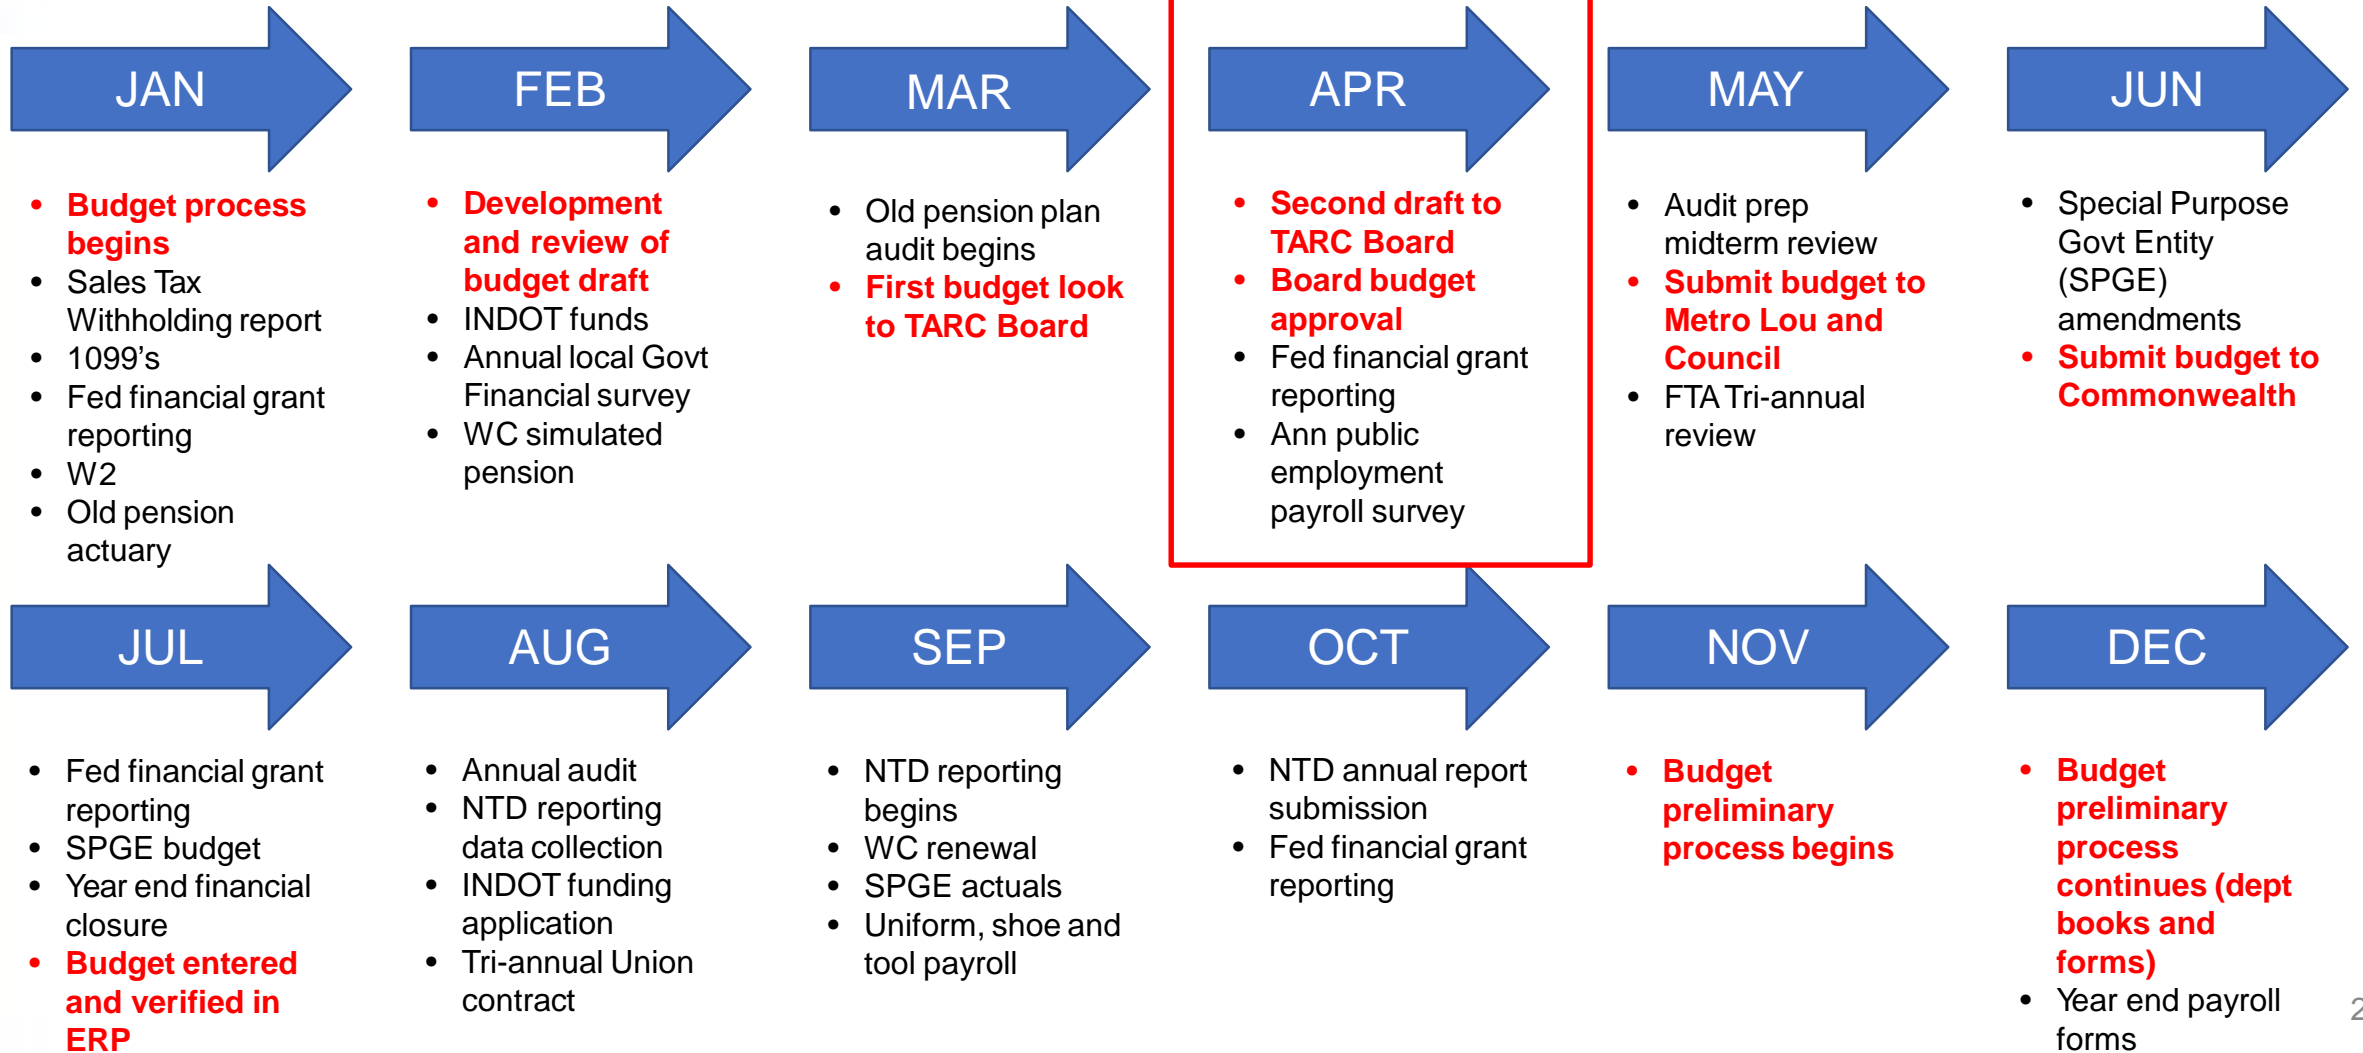 JAN
• Budget process
begins
• Sales Tax
Withholding report
• 1099’s
• Fed financial grant
reporting
• W2
• Old pension
actuary
FEB
• Development
and review of
budget draft
• INDOT funds
• Annual local Govt
Financial survey
• WC simulated
pension
MAR
• Old pension plan
audit begins
• First budget look
to TARC Board
APR
• Second draft to
TARC Board
• Board budget
approval
• Fed financial grant
reporting
• Ann public
employment
payroll survey
MAY
• Audit prep
midterm review
• Submit budget to
Metro Lou and
Council
• FTA Tri-annual
review
JUN
• Special Purpose
Govt Entity
(SPGE)
amendments
• Submit budget to
Commonwealth
JUL
• Fed financial grant
reporting
• SPGE budget
• Year end financial
closure
• Budget entered
and verified in
ERP
AUG
• Annual audit
• NTD reporting
data collection
• INDOT funding
application
• Tri-annual Union
contract
SEP
• NTD reporting
begins
• WC renewal
• SPGE actuals
• Uniform, shoe and
tool payroll
OCT
• NTD annual report
submission
• Fed financial grant
reporting
NOV
• Budget
preliminary
process begins
DEC
• Budget
preliminary
process
continues (dept
books and
forms)
• Year end payroll
forms
2